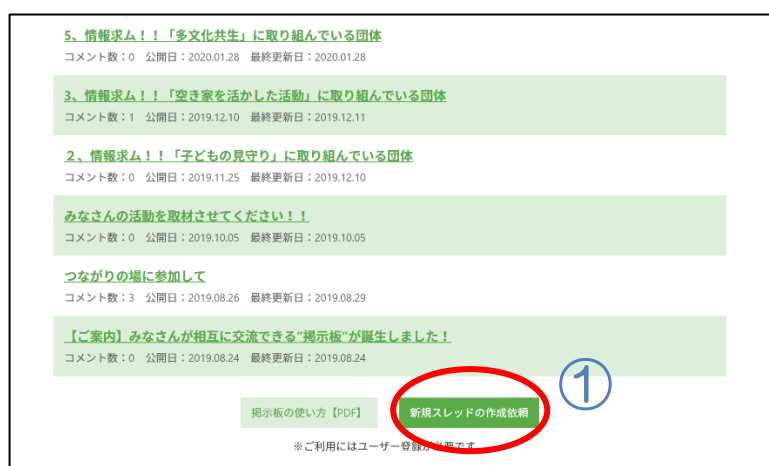 5、情報求ム！！「多文化共生」に取り組んでいる団体
コメント数：0　公開日：2020.01.28　最終更新日：2020.01.28
3、情報求ム！！「空き家を活かした活動」に取り組んでいる団体
コメント数：1　公開日：2019.12.10　最終更新日：2019.12.11
２、情報求ム！！「子どもの見守り」に取り組んでいる団体
コメント数：0　公開日：2019.11.25　最終更新日：2019.12.10
みなさんの活動を取材させてください！！
コメント数：0　公開日：2019.10.05　最終更新日：2019.10.05
つながりの場に参加して
コメント数：3　公開日：2019.08.26　最終更新日：2019.08.29
【ご案内】みなさんが相互に交流できる“掲示板”が誕生しました！
コメント数：0　公開日：2019.08.24　最終更新日：2019.08.24
掲示板の使い方【PDF】　新規スレッドの作成依頼　①
※ご利用にはユーザー登録が必要です